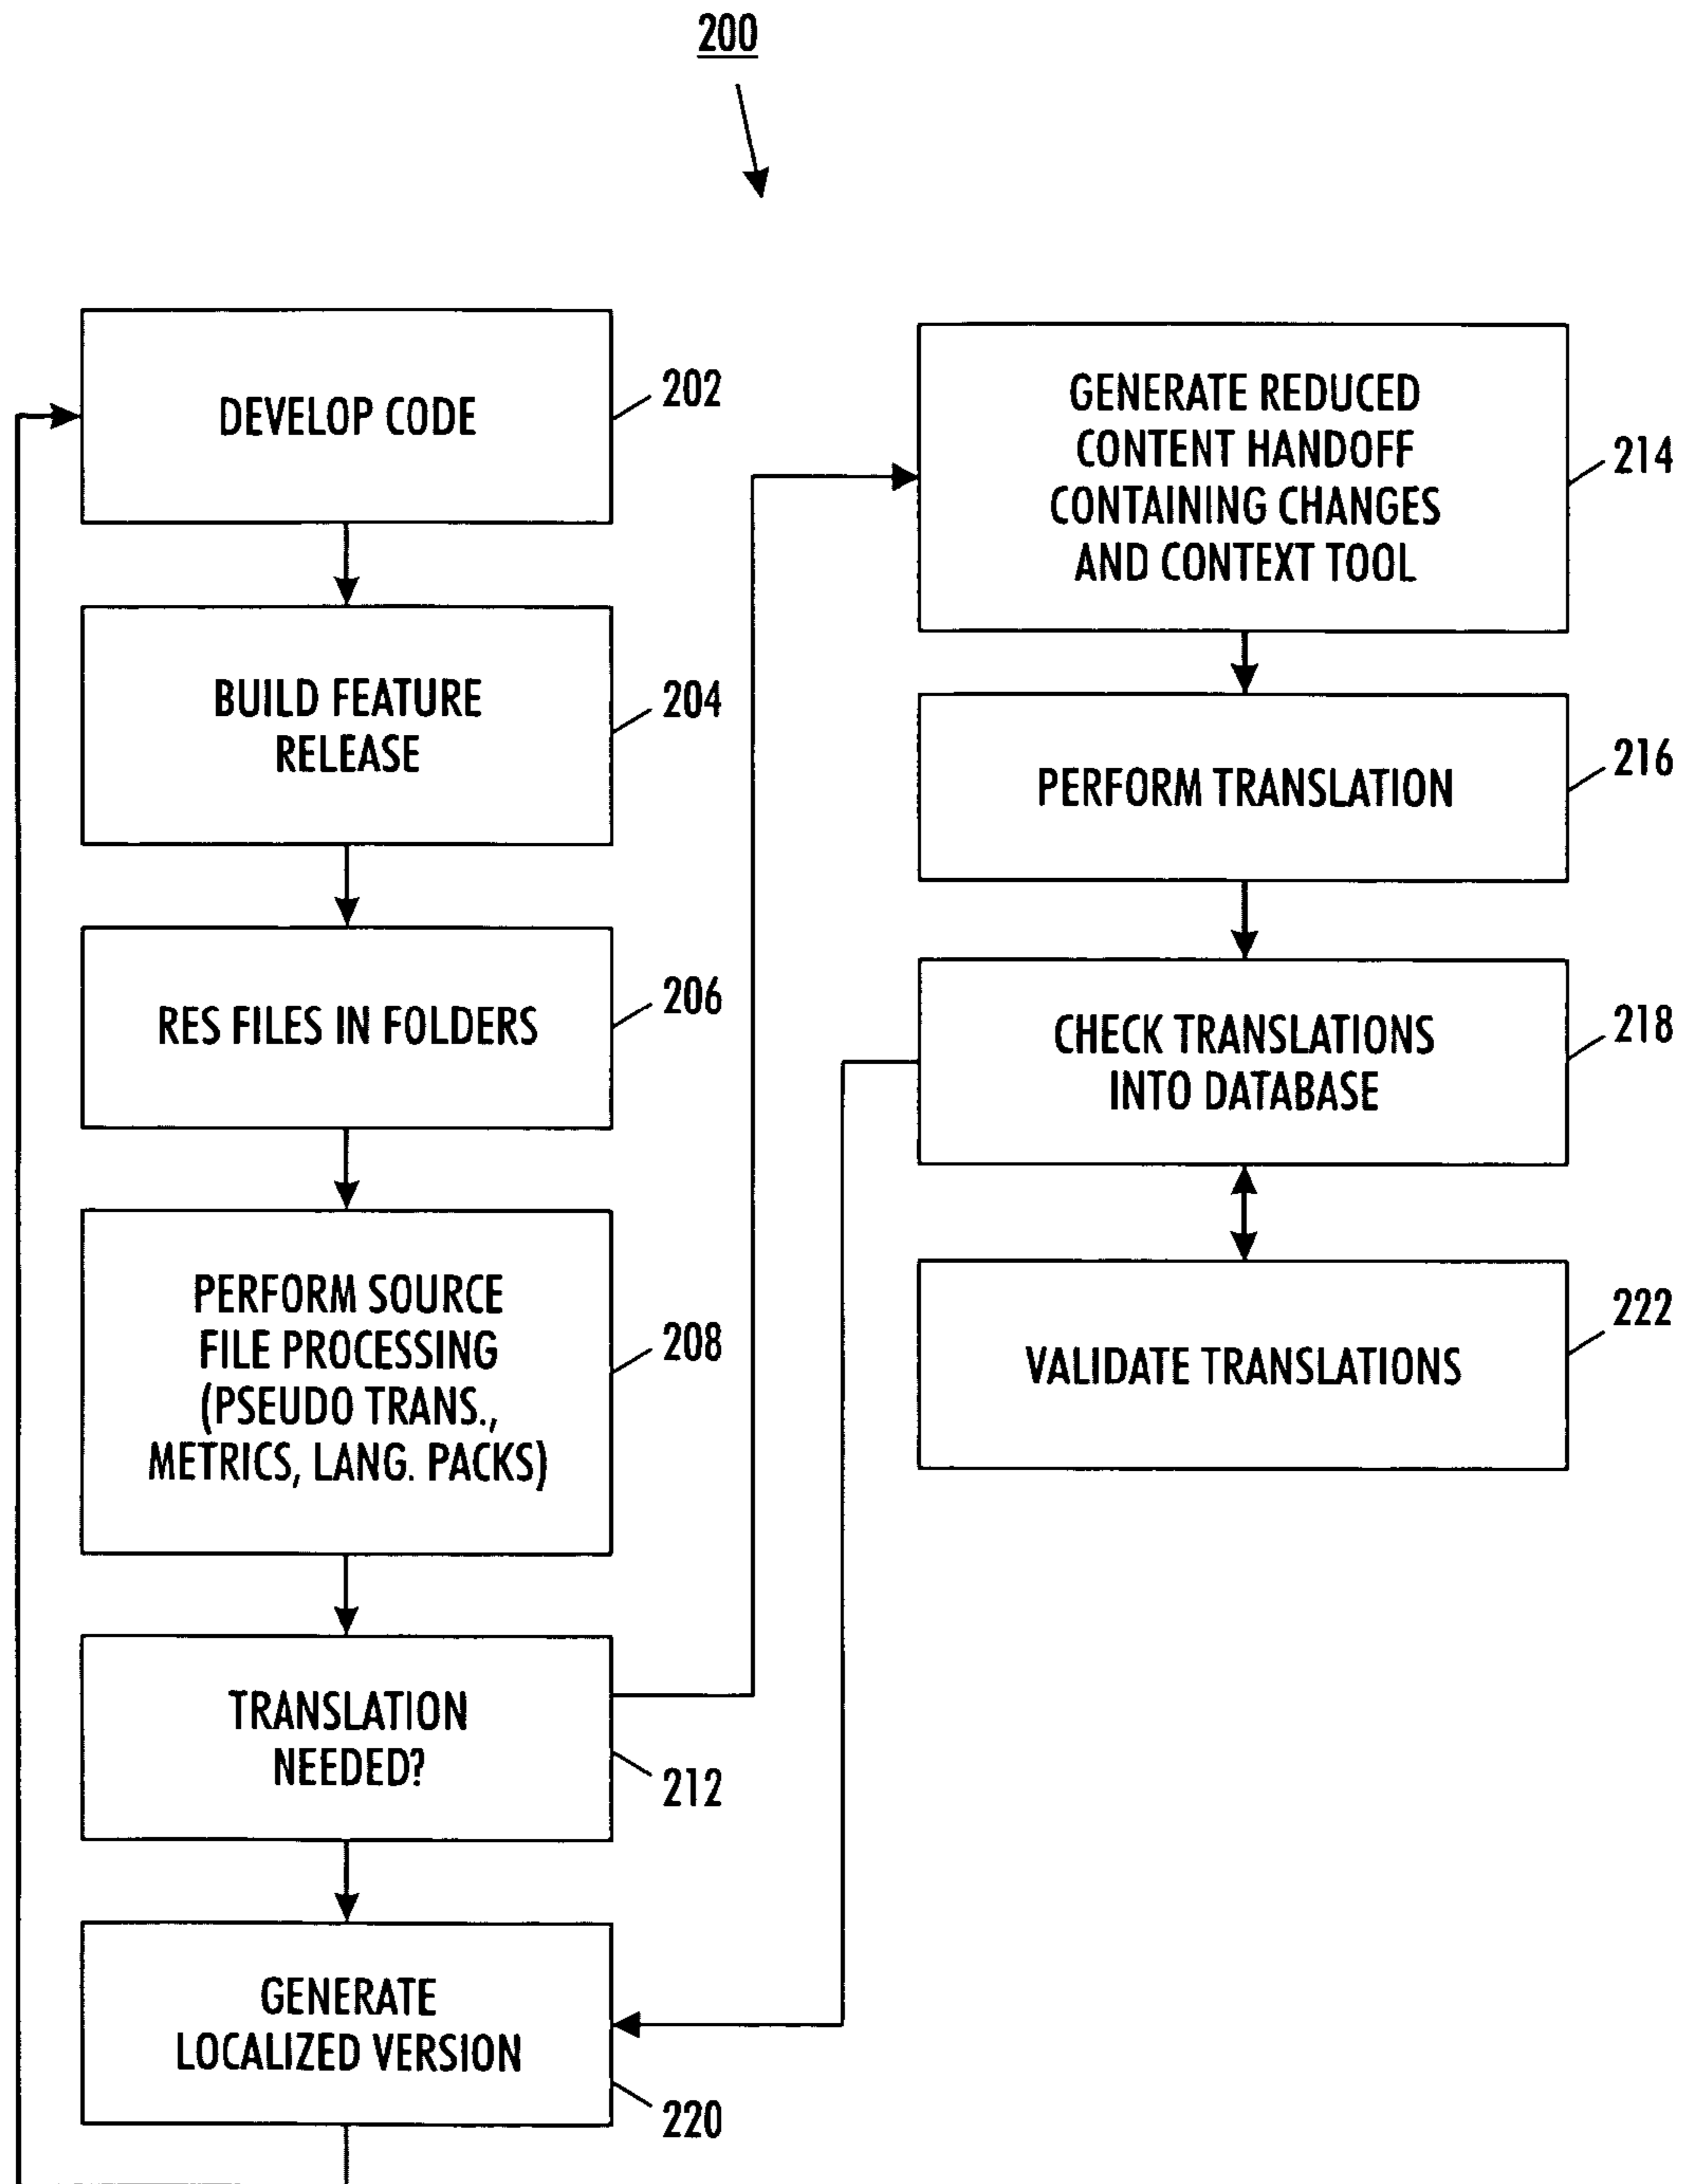 200
DEVELOP CODE
202
BUILD FEATURE
RELEASE
204
RES FILES IN FOLDERS
206
PERFORM SOURCE
FILE PROCESSING
(PSEUDO TRANS.,
METRICS, LANG. PACKS)
208
TRANSLATION
NEEDED?
212
GENERATE
LOCALIZED VERSION
220
GENERATE REDUCED
CONTENT HANDOFF
CONTAINING CHANGES
AND CONTEXT TOOL
214
PERFORM TRANSLATION
216
CHECK TRANSLATIONS
INTO DATABASE
218
VALIDATE TRANSLATIONS
222